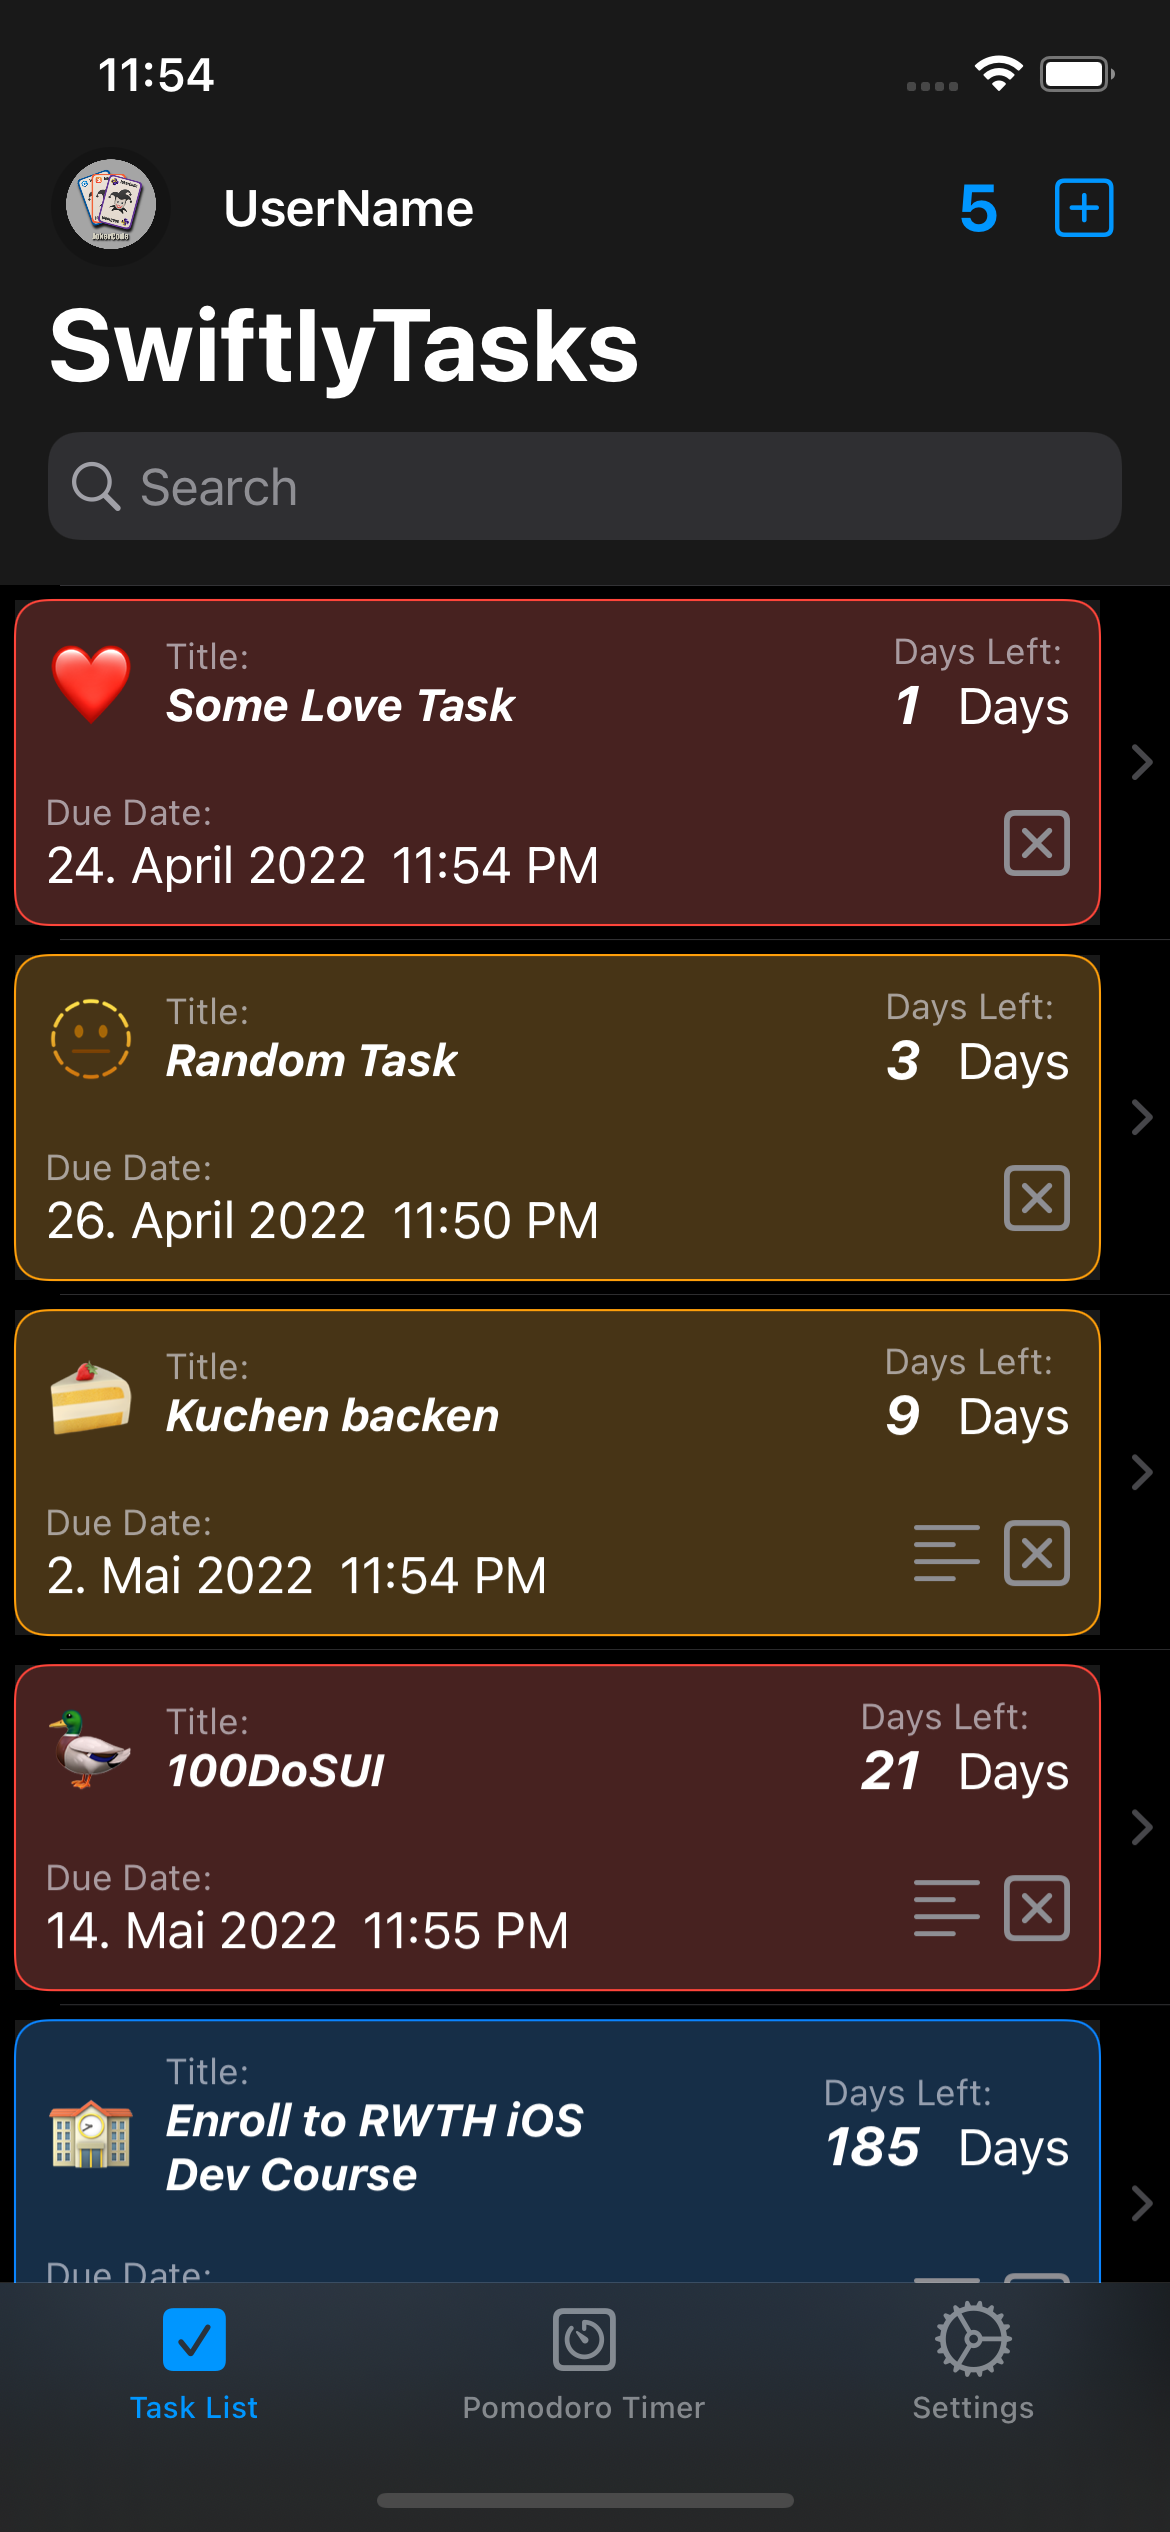 11:54
UserName
5
SwiftlyTasks
Search
Title:
Some Love Task
Days Left:
1 Days
Due Date:
24. April 2022 11:54 PM
Title:
Random Task
Days Left:
3 Days
Due Date:
26. April 2022 11:50 PM
Title:
Kuchen backen
Days Left:
9 Days
Due Date:
2. Mai 2022 11:54 PM
Title:
100DoSUI
Days Left:
21 Days
Due Date:
14. Mai 2022 11:55 PM
Title:
Enroll to RWTH iOS
Dev Course
Days Left:
185 Days
Due Date:
Task List
Pomodoro Timer
Settings